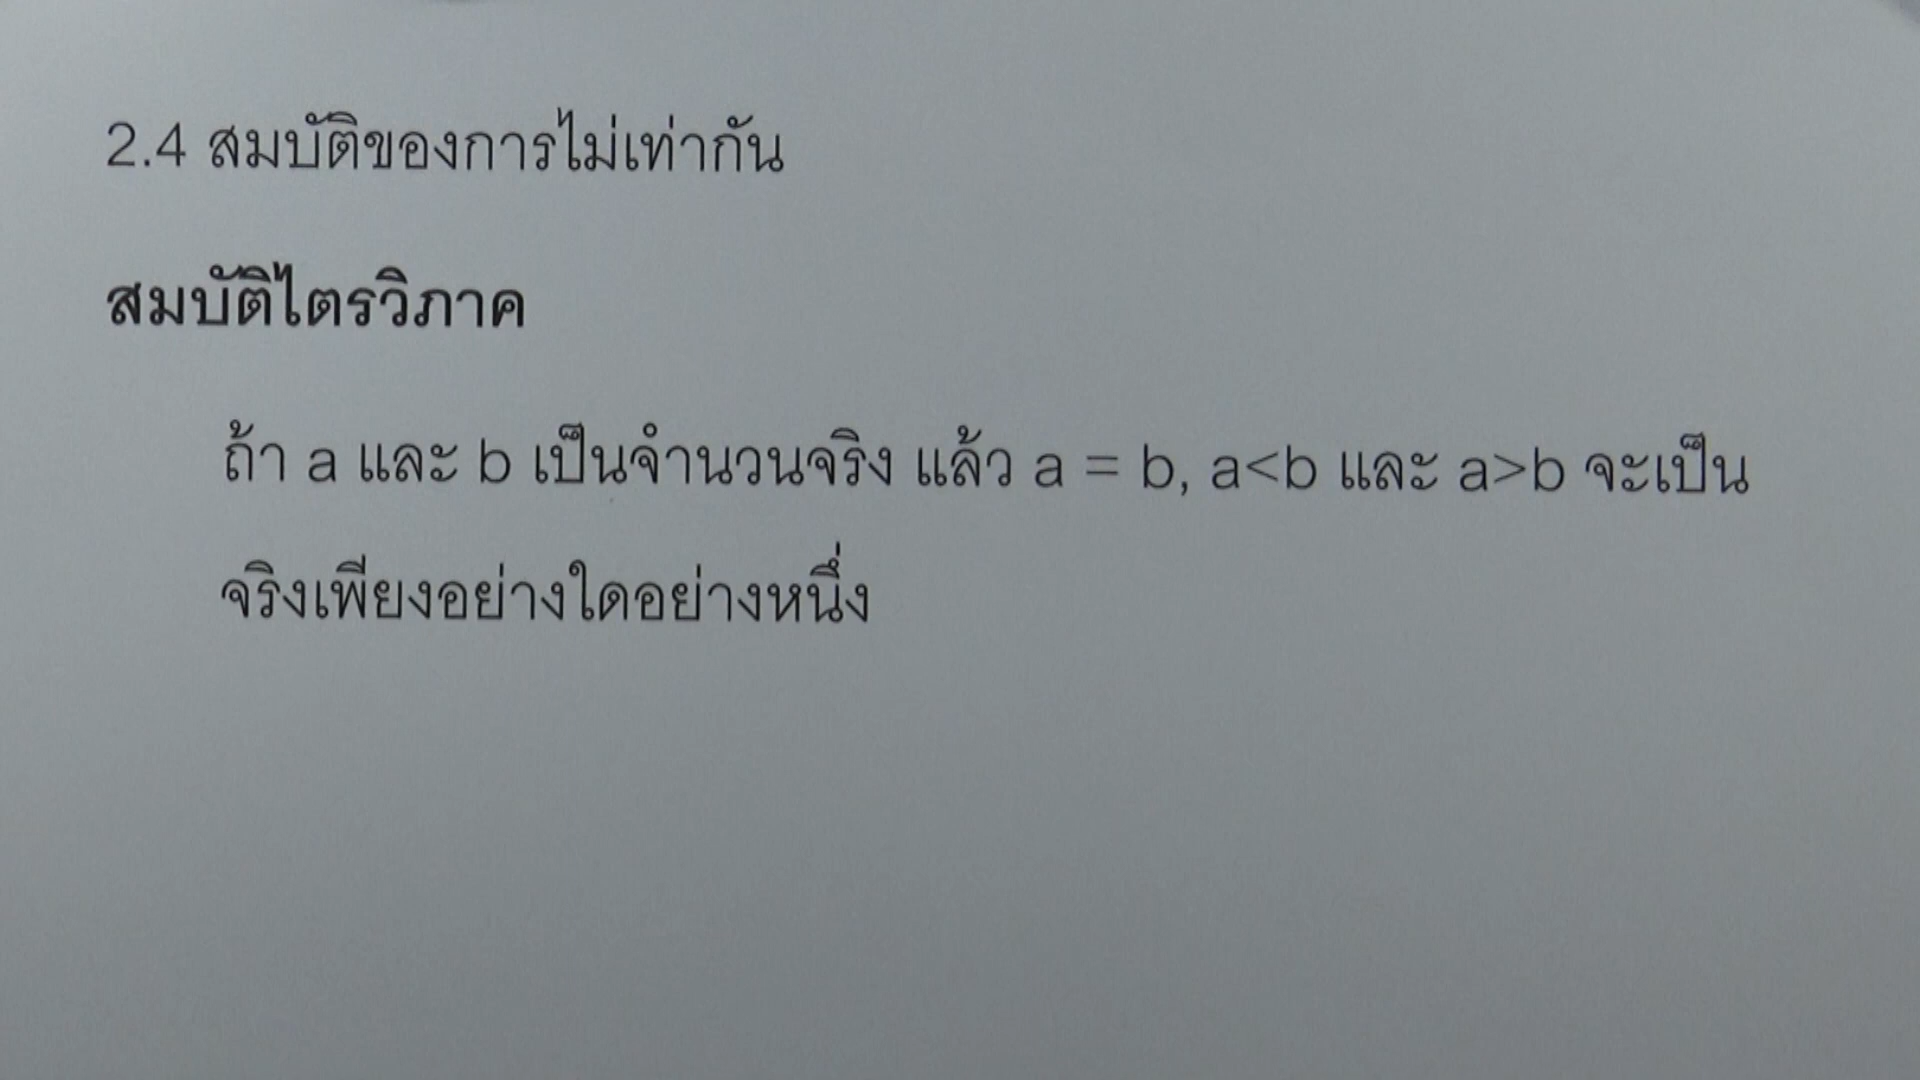 2.4 สมบัติของการไม่เท่ากัน
สมบัติไตรวิภาค
ถ้า a และ b เป็นจำนวนจริง แล้ว a = b, a<b และ a>b จะเป็น
จริงเพียงอย่างใดอย่างหนึ่ง